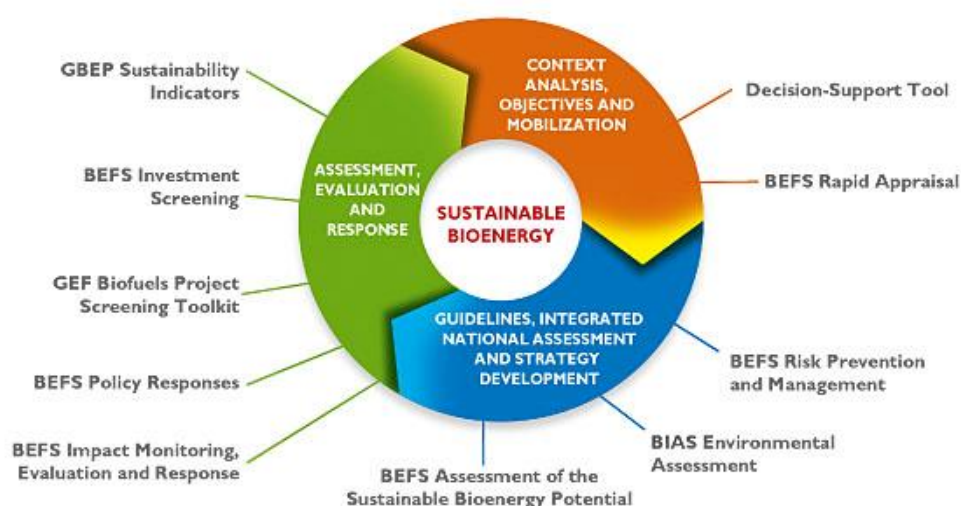 GBEP Sustainability
Indicators
BEFS Investment
Screening
GEF Biofuels Project
Screening Toolkit
BEFS Policy Responses
BEFS Impact Monitoring,
Evaluation and Response
ASSESSMENT,
EVALUATION
AND
RESPONSE
CONTEXT
ANALYSIS,
OBJECTIVES AND
MOBILIZATION
SUSTAINABLE
BIOENERGY
GUIDELINES, INTEGRATED
NATIONAL ASSESSMENT
AND STRATEGY
DEVELOPMENT
Decision-Support Tool
BEFS Rapid Appraisal
BEFS Risk Prevention
and Management
BIAS Environmental
Assessment
BEFS Assessment of the
Sustainable Bioenergy Potential